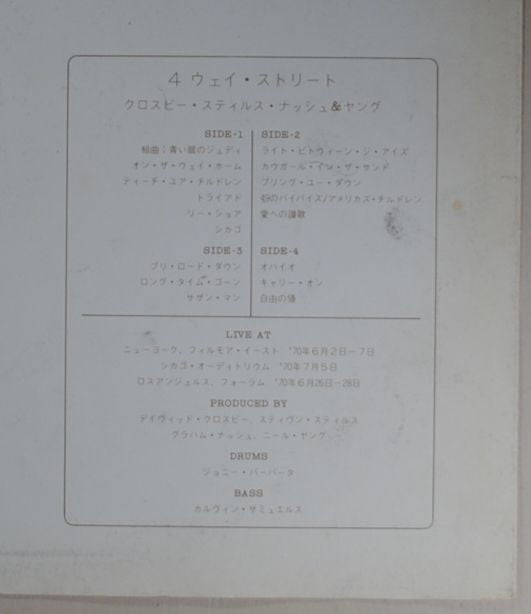 4 ウェイ・ストリート
クロスビー・スティルス・ナッシュ&ヤング
SIDE-1
組曲：青い眼のジュディ
オン・ザ・ウェイ・ホーム
ティーチ・ユア・チルドレン
トライアド
リー・ショア
シカゴ
SIDE-2
ライト・ビトウィーン・ジ・アイズ
カウガール・イン・ザ・サンド
ブリング・ユー・ダウン
49のバイバイズ/アメリカズ・チルドレン
愛への讃歌
SIDE-3
プリ・ロード・ダウン
ロング・タイム・ゴーン
サザン・マン
SIDE-4
オハイオ
キャリー・オン
自由の値
LIVE AT
ニューヨーク、フィルモア・イースト '70年6月2日-7日
シカゴ・オーディトリウム '70年7月5日
ロスアンジェルス、フォーラム '70年6月26日-28日
PRODUCED BY
デイヴィッド・クロスビー、スティヴン・スティルス
グラハム・ナッシュ、ニール・ヤング
DRUMS
ジョニー・バーバータ
BASS
カルヴィン・サミュエルス